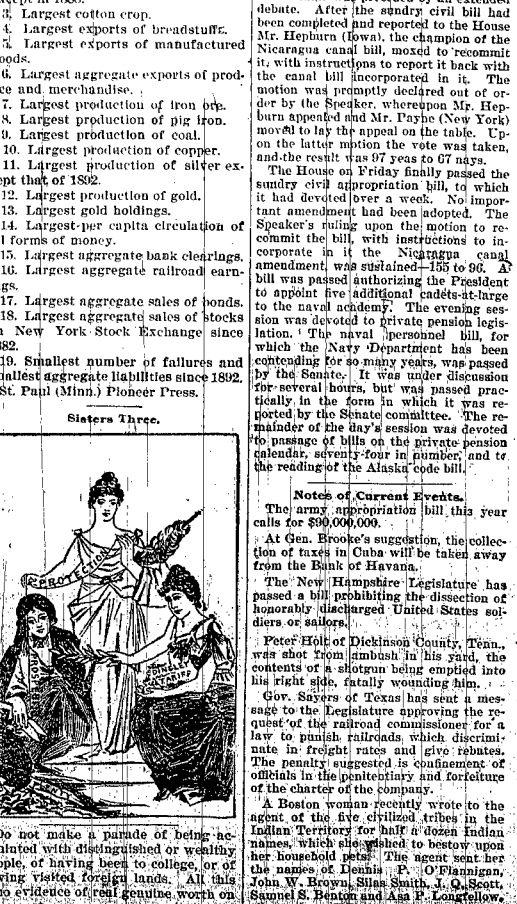 3. Largest cotton crop.
4. Largest exports of breadstuffs.
5. Largest exports of manufactured
oods.
6. Largest aggregate exports of prod-
ce and merchandise.
7. Largest production of iron ore.
8. Largest production of pig iron.
9. Largest production of coal.
10. Largest production of copper.
11. Largest production of silver ex-
ept that of 1892.
12. Largest production of gold.
13. Largest gold holdings.
14. Largest per capita circulation of
l forms of money.
15. Largest aggregate bank clearings.
16. Largest aggregate railroad earn-
gs.
17. Largest aggregate sales of bonds.
18. Largest aggregate sales of stocks
New York Stock Exchange since
882.
19. Smallest number of failures and
mallest aggregate liabilities since 1892.
St. Paul (Minn.) Pioneer Press.
Sisters Three.
PROTECTION
PROSPERITY
DINGLEY
TARIFF
Do not make a parade of being ac-
uainted with distinguished or wealthy
ople, of having been to college, or of
ving visited foreign lands. All this
no evidence of real genuine worth on
debate. After the sundry civil bill had
been completed and reported to the House
Mr. Hepburn (Iowa), the champion of the
Nicaragua canal bill, moxed to recommit
it, with instructions to report it back with
the canal bill incorporated in it. The
motion was promptly declared out of or-
der by the Speaker, whereupon Mr. Hep-
burn appealed and Mr. Payne (New York)
moved to lay the appeal on the table. Up-
on the latter motion the vote was taken,
and the result was 97 yeas to 67 nays.
The House on Friday finally passed the
sundry civil appropriation bill, to which
it had devoted over a week. No impor-
tant amendment had been adopted. The
Speaker's ruling upon the motion to re-
commit the bill, with instructions to in-
corporate in it the Nicaragua canal
amendment, was sustained—155 to 96. A
bill was passed authorizing the President
to appoint five additional cadets-at-large
to the naval academy. The evening ses-
sion was devoted to private pension legis-
lation. The naval personnel bill, for
which the Navy Department has been
contending for so many years, was passed
by the Senate. It was under discussion
for several hours, but was passed prac-
tically in the form in which it was re-
ported by the Senate committee. The re-
mainder of the day's session was devoted
to passage of bills on the private pension
calendar, seventy-four in number, and to
the reading of the Alaska code bill.
Notes of Current Events.
The army appropriation bill this year
calls for $90,000,000.
At Gen. Brooke's suggestion, the collec-
tion of taxes in Cuba will be taken away
from the Bank of Havana.
The New Hampshire Legislature has
passed a bill prohibiting the dissection of
honorably discharged United States sol-
diers or sailors.
Peter Holt of Dickinson County, Tenn.,
was shot from ambush in his yard, the
contents of a shotgun being emptied into
his right side, fatally wounding him.
Gov. Sayers of Texas has sent a mes-
sage to the Legislature approving the re-
quest of the railroad commissioner for a
law to punish railroads which discrimi-
nate in freight rates and give rebates.
The penalty suggested is confinement of
officials in the penitentiary and forfeiture
of the charter of the company.
A Boston woman recently wrote to the
agent of the five civilized tribes in the
Indian Territory for half a dozen Indian
names, which she wished to bestow upon
her household pets. The agent sent her
the names of Dennis P. O'Flannigan,
John W. Brown, Silas Smith, J. Q. Scott,
Samuel S. Benton and Asa P. Longfellow.